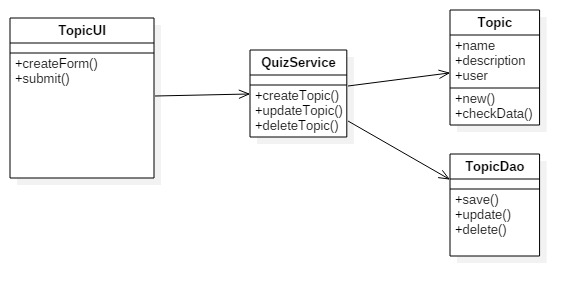 TopicUI
+createForm()
+submit()
QuizService
+createTopic()
+updateTopic()
+deleteTopic()
Topic
+name
+description
+user
+new()
+checkData()
TopicDao
+save()
+update()
+delete()